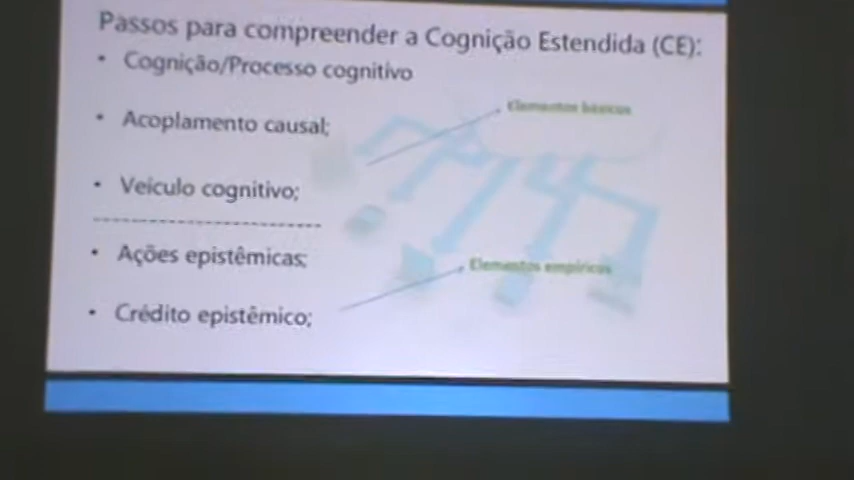 Passos para compreender a Cognição Estendida (CE):
• Cognição/Processo cognitivo
Elementos básicos
• Acoplamento causal;
• Veículo cognitivo;
--------------------------------
• Ações epistêmicas;
Elementos empíricos
• Crédito epistêmico;